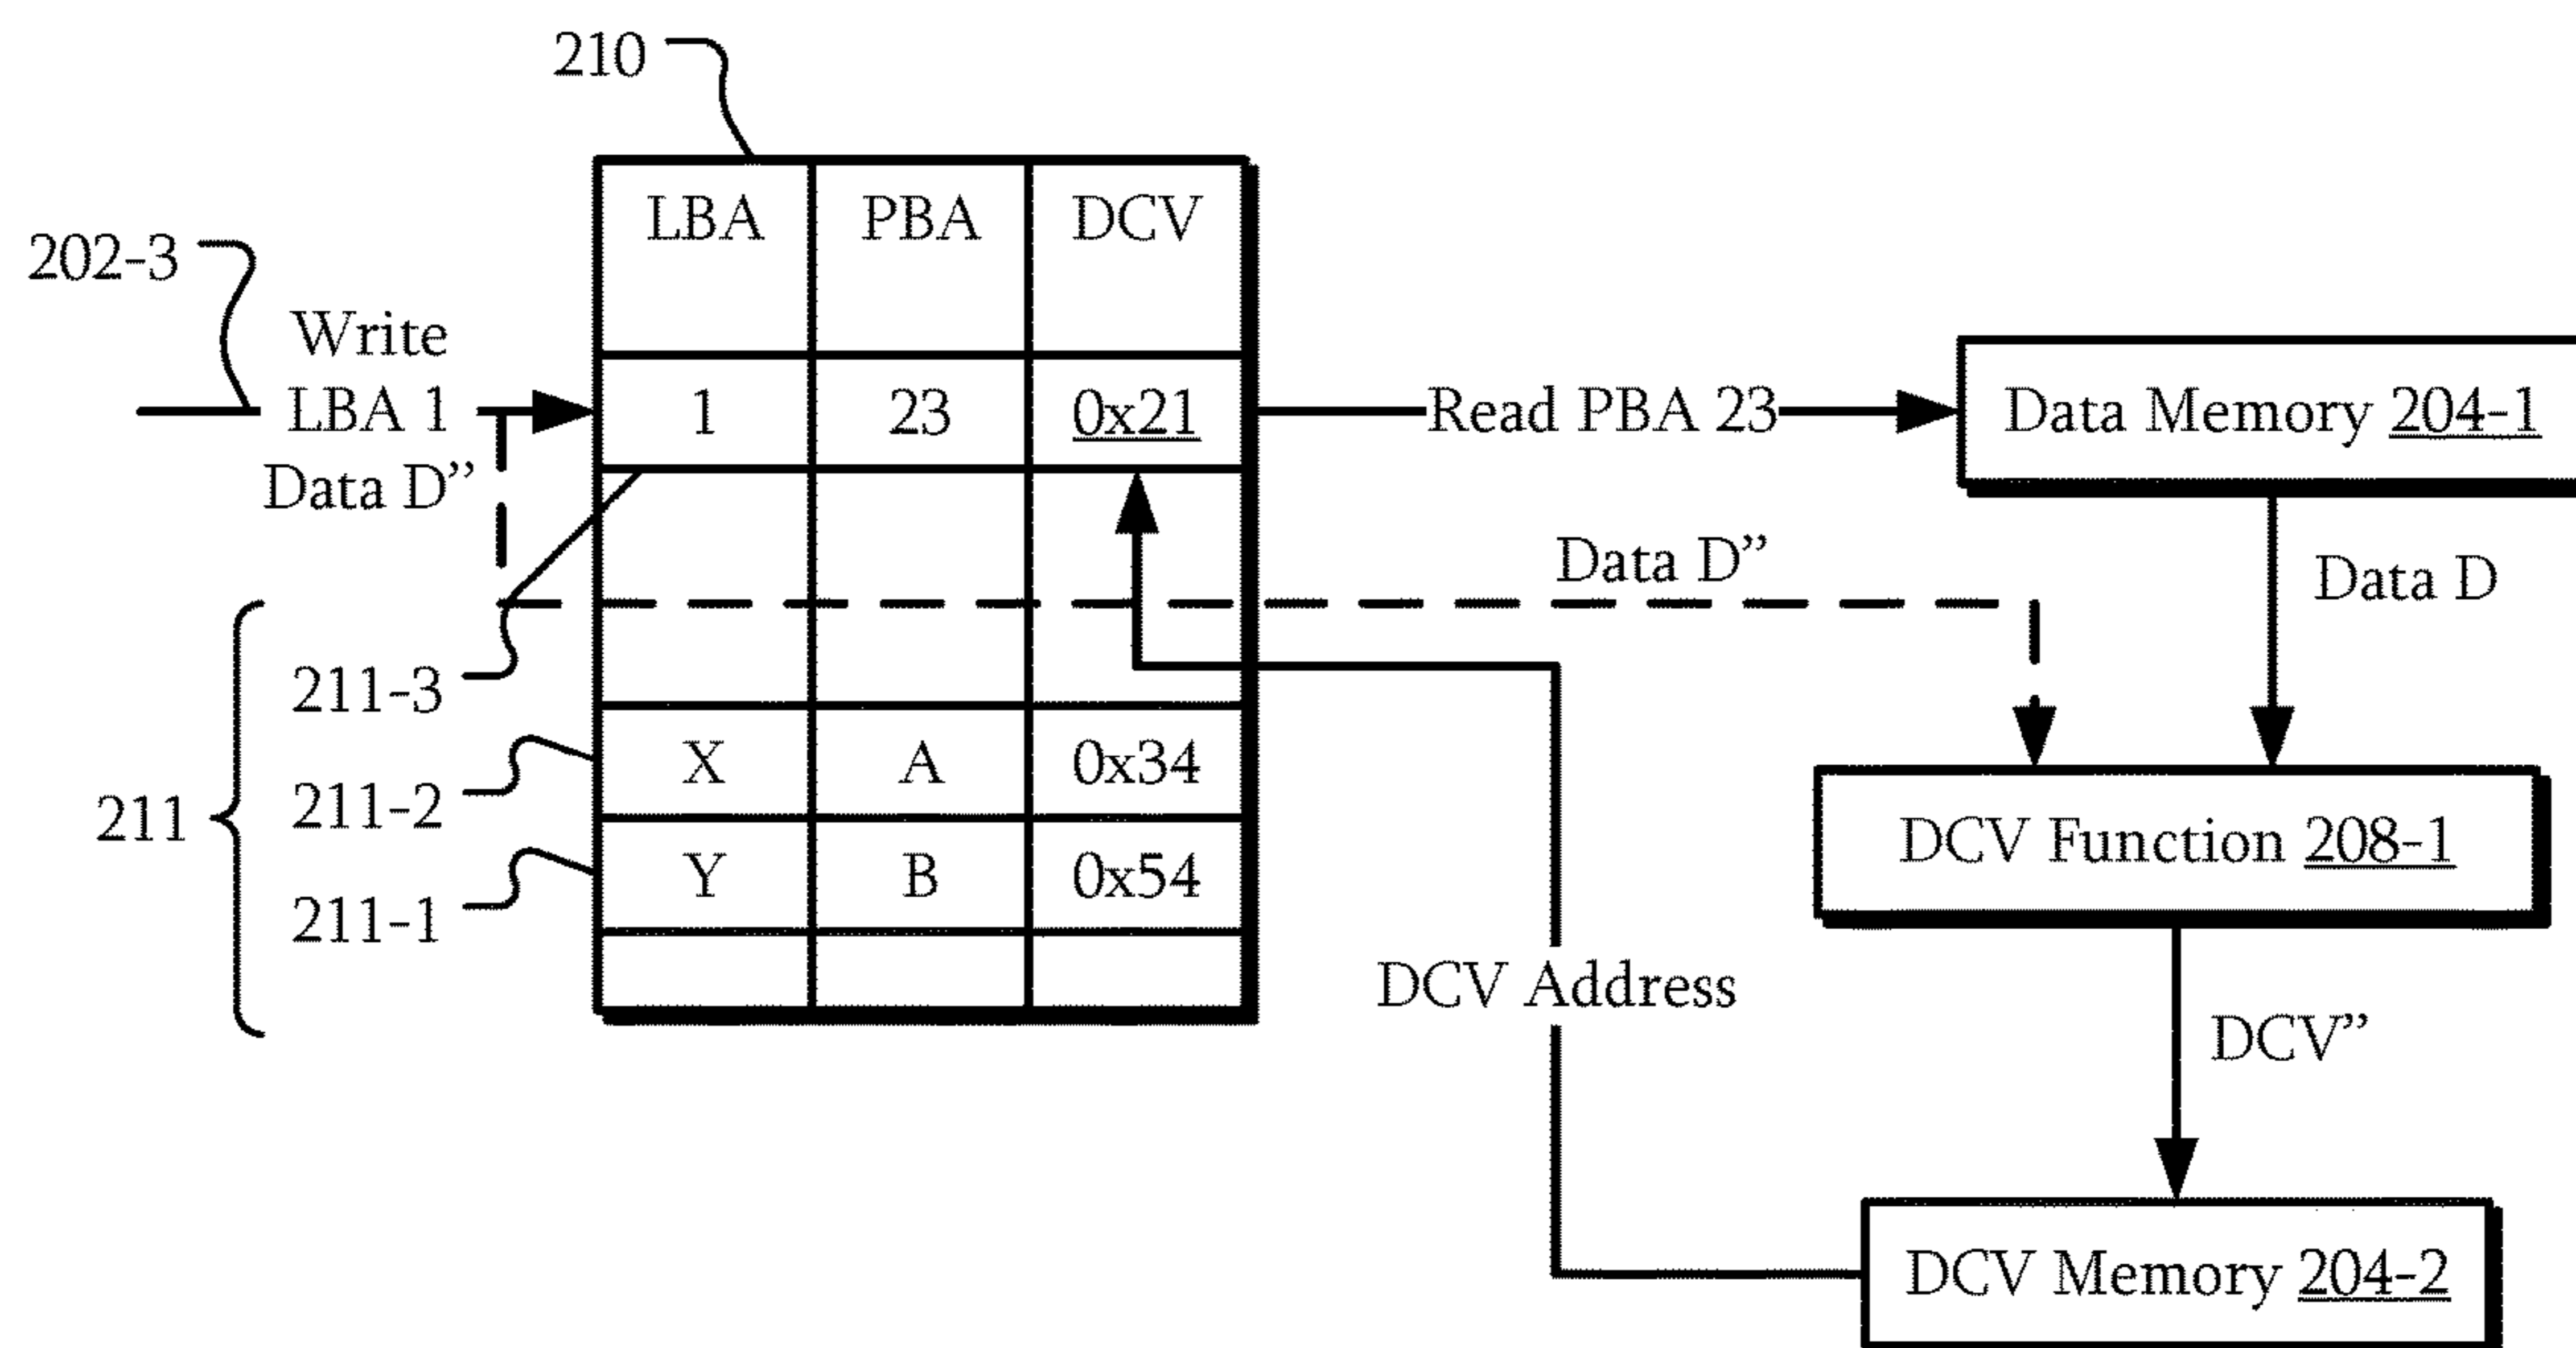 210
LBA PBA DCV
202-3
Write
LBA 1
Data D”
1 23 0x21
Read PBA 23
Data Memory 204-1
Data D”
Data D
211
211-3
211-2
X A 0x34
211-1
Y B 0x54
DCV Function 208-1
DCV Address
DCV”
DCV Memory 204-2